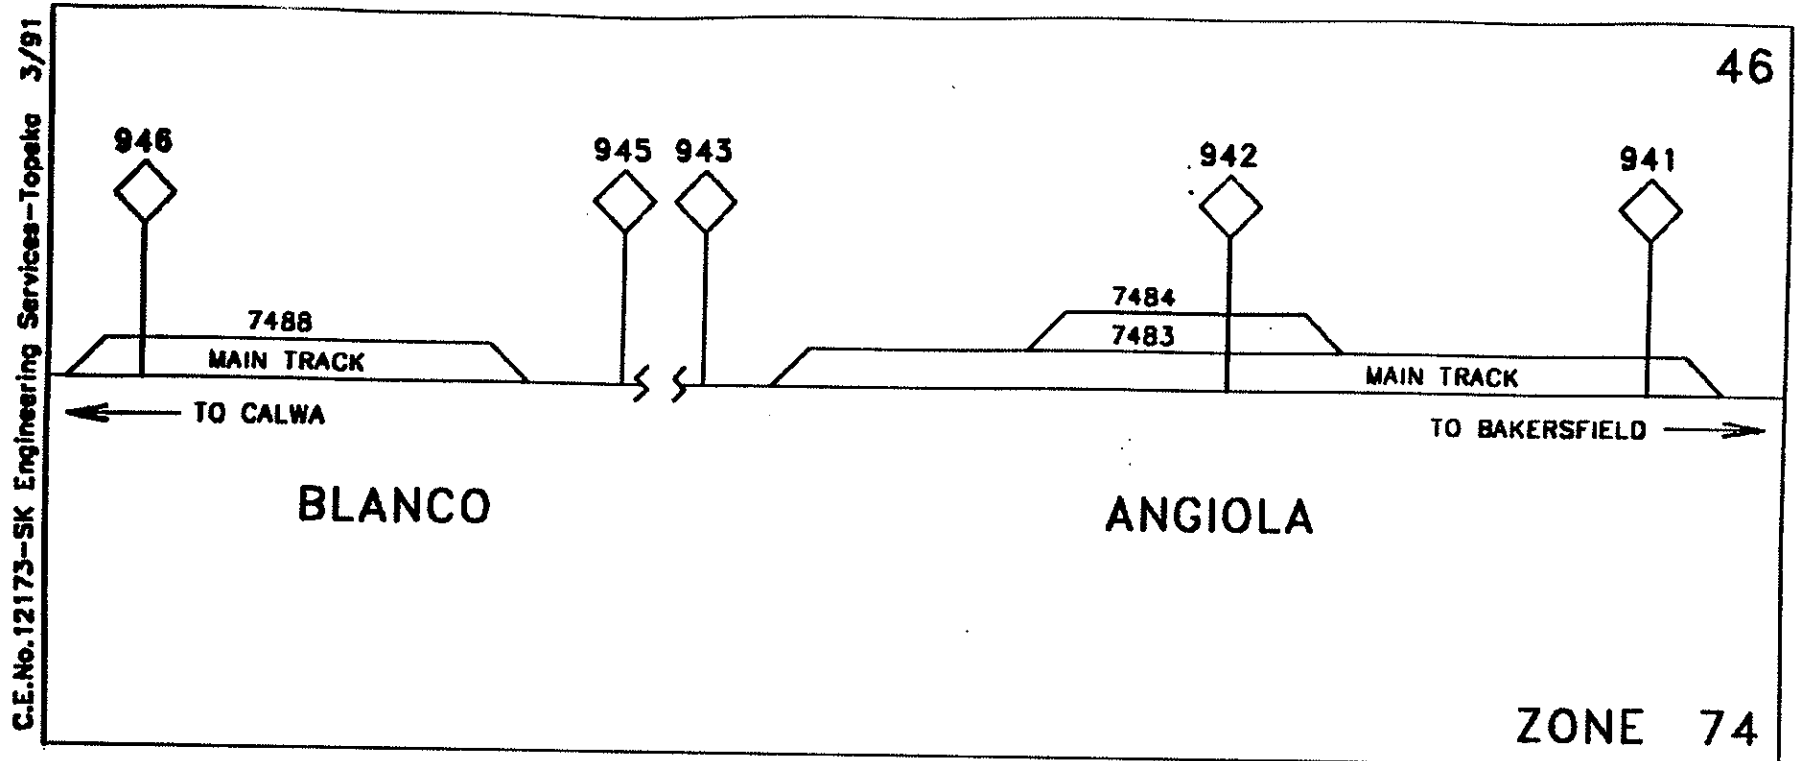 C.E.No.12173-SK Engineering Services-Topeka 3/91
46
946
945
943
942
941
7488
MAIN TRACK
7484
7483
MAIN TRACK
TO CALWA
TO BAKERSFIELD
BLANCO
ANGIOLA
ZONE 74